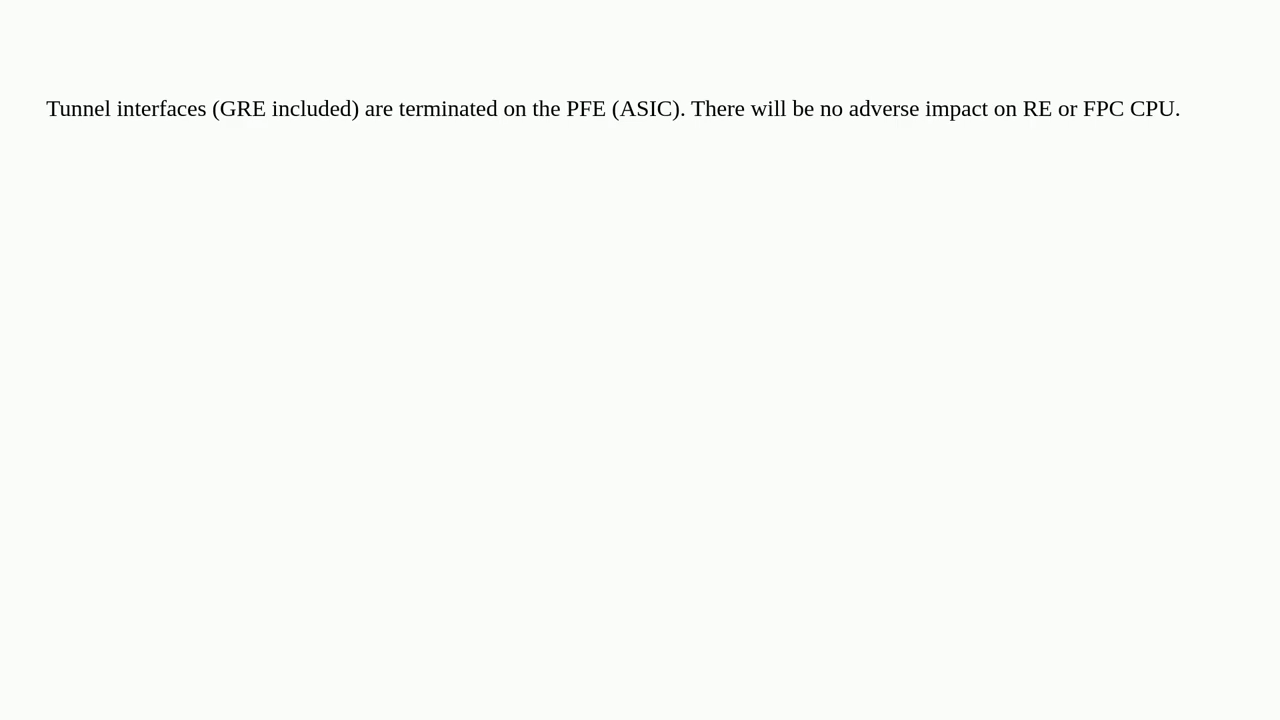 Tunnel interfaces (GRE included) are terminated on the PFE (ASIC). There will be no adverse impact on RE or FPC CPU.